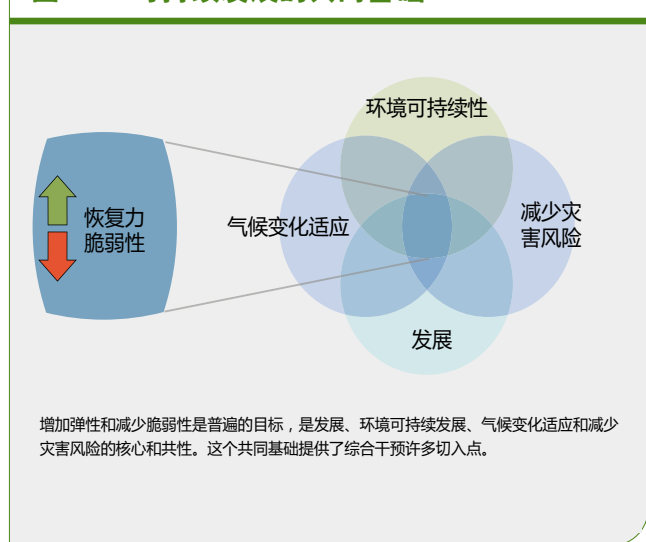 环境可持续性
恢复力
脆弱性
气候变化适应
减少灾
害风险
发展
增加弹性和减少脆弱性是普遍的目标，是发展、环境可持续发展、气候变化适应和减少
灾害风险的核心和共性。这个共同基础提供了综合干预许多切入点。